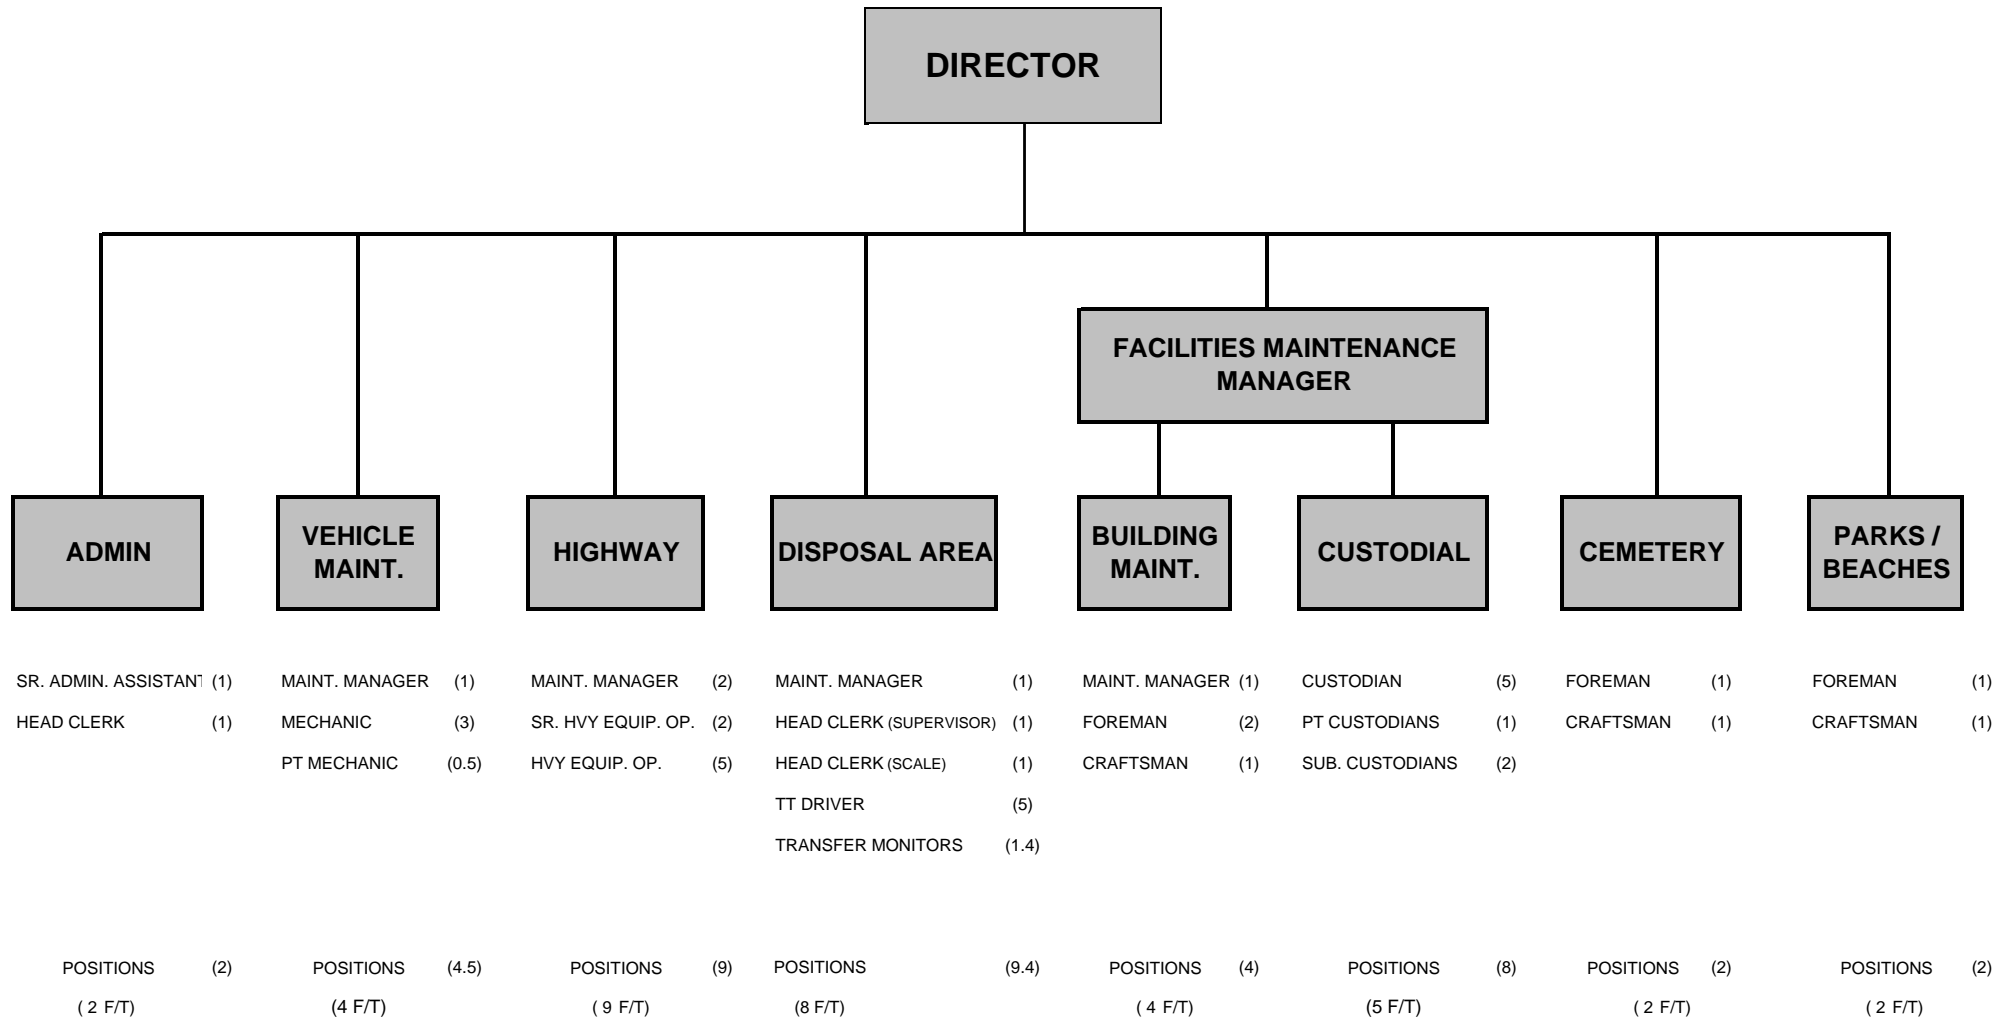 DIRECTOR
FACILITIES MAINTENANCE
MANAGER
ADMIN
VEHICLE
MAINT.
HIGHWAY
DISPOSAL AREA
BUILDING
MAINT.
CUSTODIAL
CEMETERY
PARKS /
BEACHES
SR. ADMIN. ASSISTANT (1)
HEAD CLERK (1)
MAINT. MANAGER (1)
MECHANIC (3)
PT MECHANIC (0.5)
MAINT. MANAGER (2)
SR. HVY EQUIP. OP. (2)
HVY EQUIP. OP. (5)
MAINT. MANAGER (1)
HEAD CLERK (SUPERVISOR) (1)
HEAD CLERK (SCALE) (1)
TT DRIVER (5)
TRANSFER MONITORS (1.4)
MAINT. MANAGER (1)
FOREMAN (2)
CRAFTSMAN (1)
CUSTODIAN (5)
PT CUSTODIANS (1)
SUB. CUSTODIANS (2)
FOREMAN (1)
CRAFTSMAN (1)
FOREMAN (1)
CRAFTSMAN (1)
POSITIONS (2)
( 2 F/T)
POSITIONS (4.5)
(4 F/T)
POSITIONS (9)
( 9 F/T)
POSITIONS (9.4)
(8 F/T)
POSITIONS (4)
( 4 F/T)
POSITIONS (8)
(5 F/T)
POSITIONS (2)
( 2 F/T)
POSITIONS (2)
( 2 F/T)